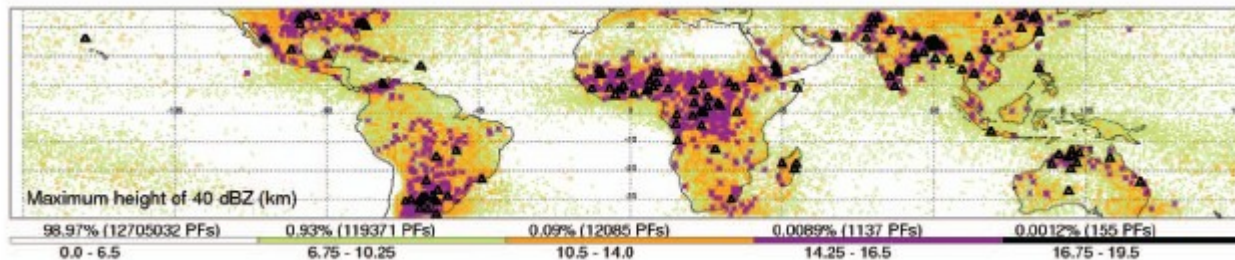 Maximum height of 40 dBZ (km)
98.97% (12705032 PFs) 0.93% (119371 PFs) 0.09% (12085 PFs) 0.0089% (1137 PFs) 0.0012% (155 PFs)
0.0 - 6.5 6.75 - 10.25 10.5 - 14.0 14.25 - 16.5 16.75 - 19.5